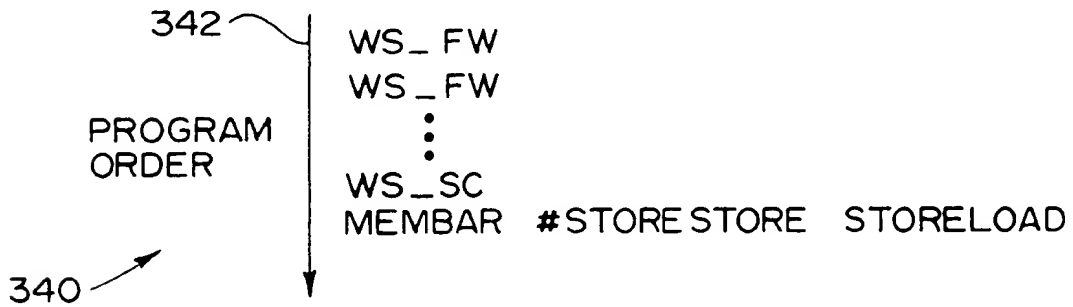 342
WS_FW
WS_FW
PROGRAM
ORDER
WS_SC
MEMBAR #STORESTORE STORELOAD
340